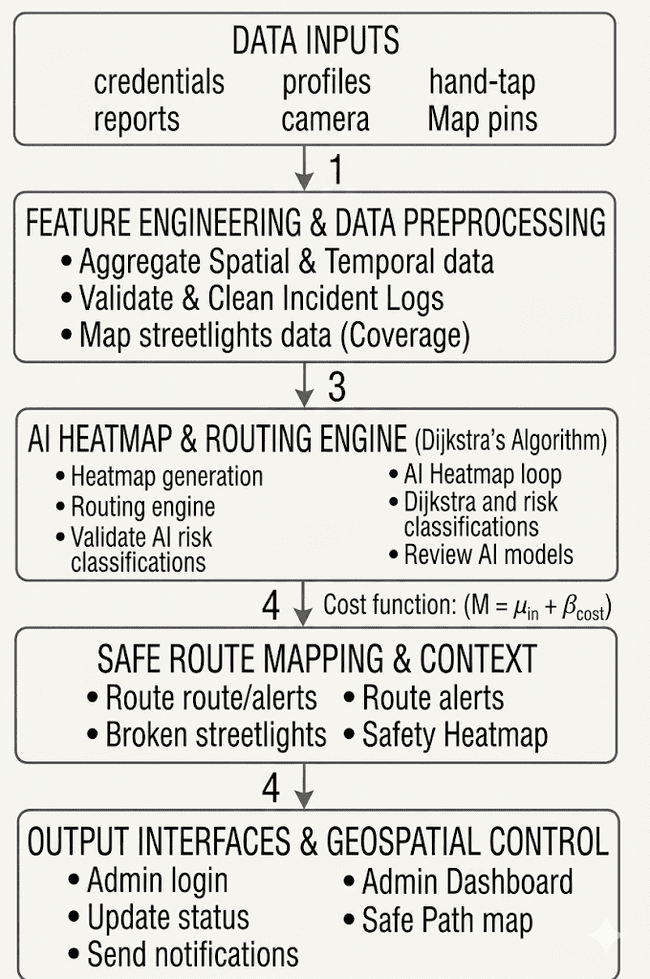 DATA INPUTS
credentials profiles hand-tap
reports camera Map pins
1
FEATURE ENGINEERING & DATA PREPROCESSING
• Aggregate Spatial & Temporal data
• Validate & Clean Incident Logs
• Map streetlights data (Coverage)
3
AI HEATMAP & ROUTING ENGINE (Dijkstra's Algorithm)
• Heatmap generation
• Routing engine
• Validate AI risk
classifications
• AI Heatmap loop
• Dijkstra and risk
classifications
• Review AI models
4 Cost function: (M = μin + βcost)
SAFE ROUTE MAPPING & CONTEXT
• Route route/alerts • Route alerts
• Broken streetlights • Safety Heatmap
4
OUTPUT INTERFACES & GEOSPATIAL CONTROL
• Admin login
• Update status
• Send notifications
• Admin Dashboard
• Safe Path map